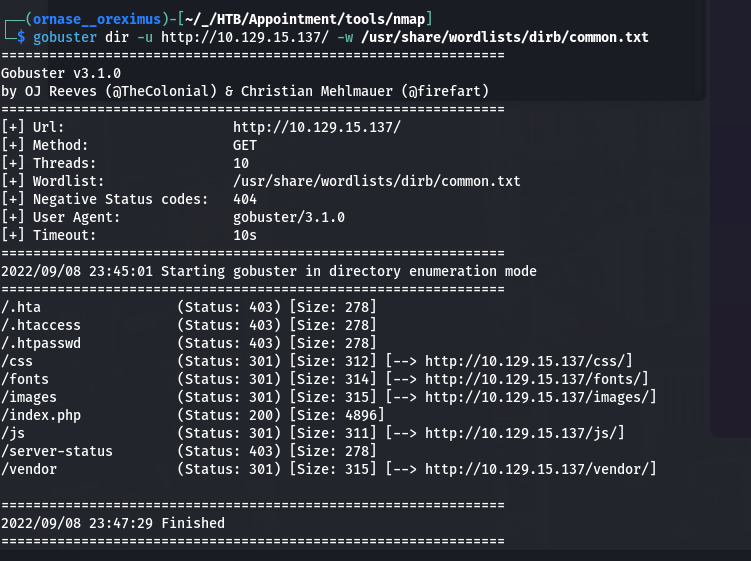 ┌──(ornase__oreximus)-[~/_/HTB/Appointment/tools/nmap]
└─$ gobuster dir -u http://10.129.15.137/ -w /usr/share/wordlists/dirb/common.txt
===============================================================
Gobuster v3.1.0
by OJ Reeves (@TheColonial) & Christian Mehlmauer (@firefart)
===============================================================
[+] Url:                     http://10.129.15.137/
[+] Method:                  GET
[+] Threads:                 10
[+] Wordlist:                /usr/share/wordlists/dirb/common.txt
[+] Negative Status codes:   404
[+] User Agent:              gobuster/3.1.0
[+] Timeout:                 10s
===============================================================
2022/09/08 23:45:01 Starting gobuster in directory enumeration mode
===============================================================
/.hta                 (Status: 403) [Size: 278]
/.htaccess            (Status: 403) [Size: 278]
/.htpasswd            (Status: 403) [Size: 278]
/css                  (Status: 301) [Size: 312] [--> http://10.129.15.137/css/]
/fonts                (Status: 301) [Size: 314] [--> http://10.129.15.137/fonts/]
/images               (Status: 301) [Size: 315] [--> http://10.129.15.137/images/]
/index.php            (Status: 200) [Size: 4896]
/js                   (Status: 301) [Size: 311] [--> http://10.129.15.137/js/]
/server-status        (Status: 403) [Size: 278]
/vendor               (Status: 301) [Size: 315] [--> http://10.129.15.137/vendor/]

===============================================================
2022/09/08 23:47:29 Finished
===============================================================